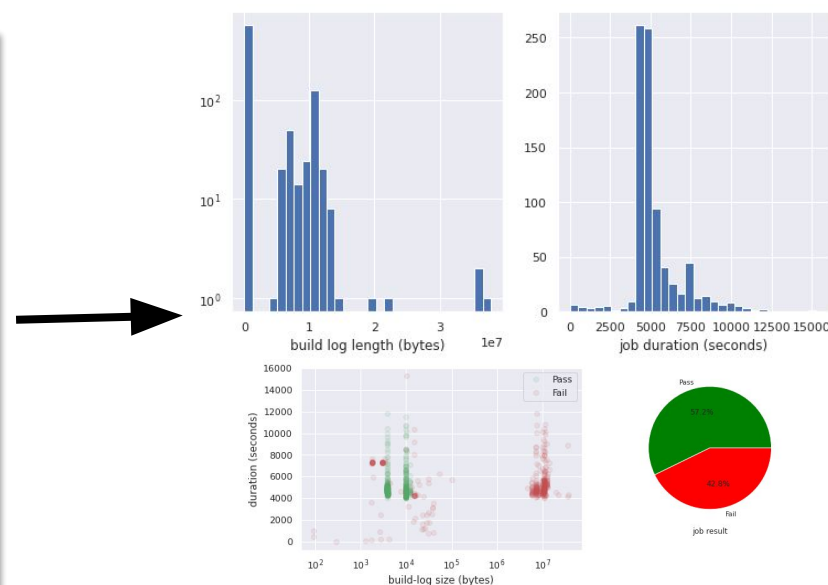 10²
10¹
10⁰
0 1 2 3
1e7
build log length (bytes)
250
200
150
100
50
0
0 2500 5000 7500 10000 12500 15000
job duration (seconds)
16000
14000
12000
10000
8000
6000
4000
2000
0
duration (seconds)
Pass
Fail
10² 10³ 10⁴ 10⁵ 10⁶ 10⁷
build-log size (bytes)
Pass
57.2%
42.8%
Fail
job result